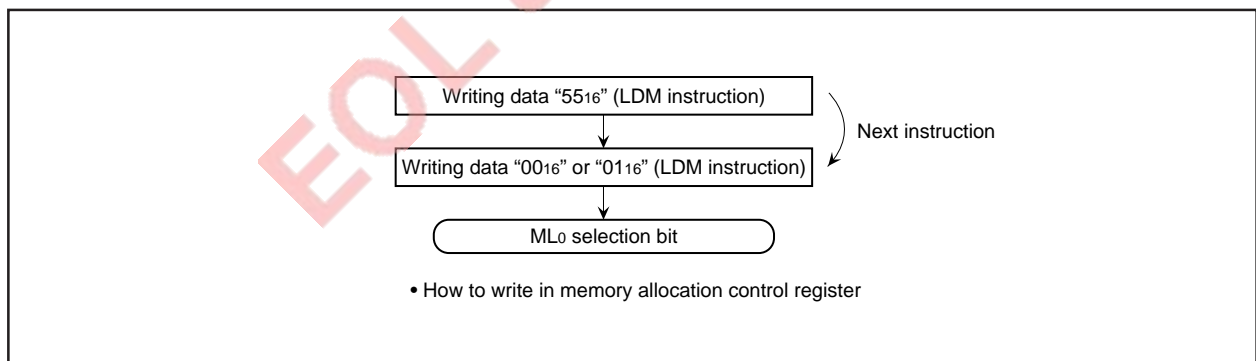 EOL
Writing data “5516” (LDM instruction)
Next instruction
Writing data “0016” or “0116” (LDM instruction)
ML0 selection bit
• How to write in memory allocation control register